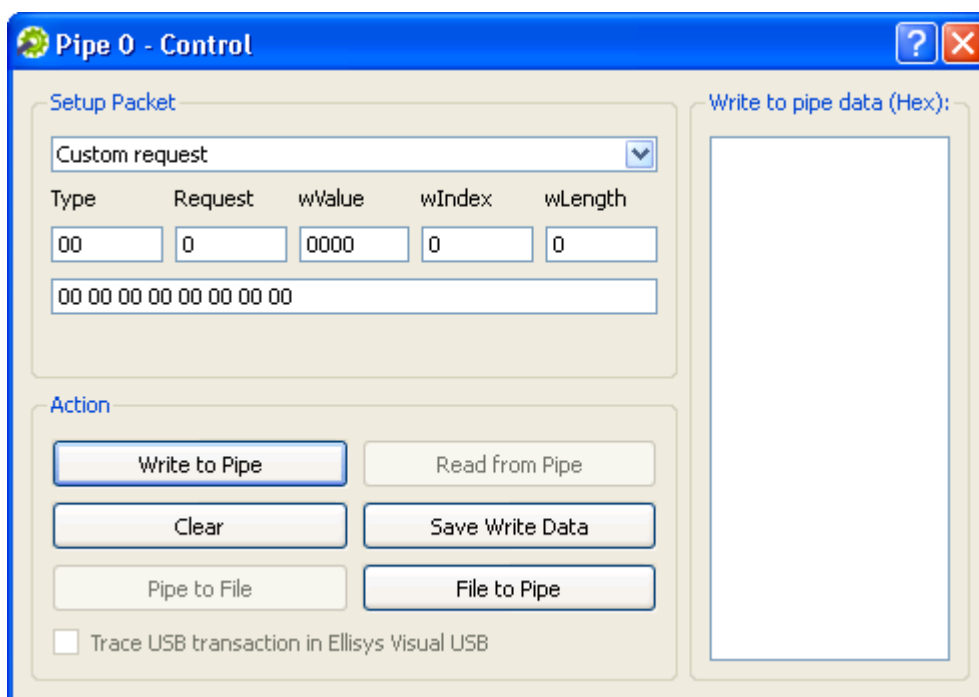 Pipe 0 - Control
Setup Packet
Custom request
Type Request wValue wIndex wLength
00 0 0000 0 0
00 00 00 00 00 00 00 00
Action
Write to Pipe Read from Pipe
Clear Save Write Data
Pipe to File File to Pipe
Trace USB transaction in Ellisys Visual USB
Write to pipe data (Hex):